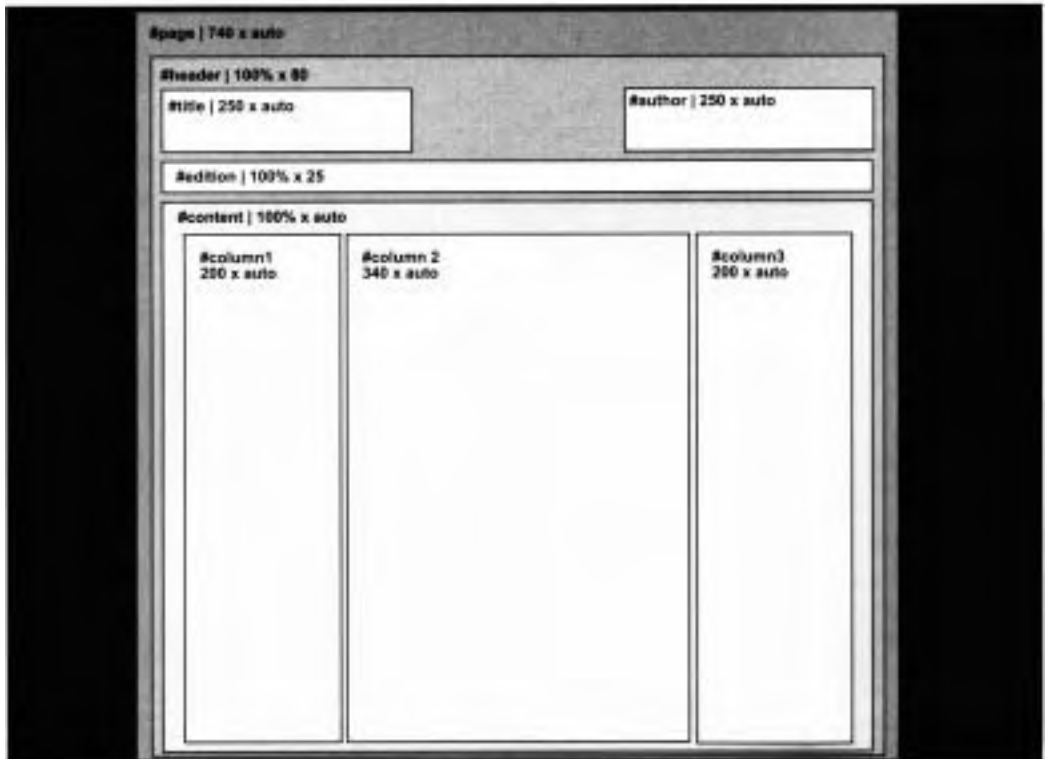 #page | 740 x auto
#header | 100% x 80
#title | 250 x auto
#author | 250 x auto
#edition | 100% x 25
#content | 100% x auto
#column1
200 x auto
#column 2
340 x auto
#column3
200 x auto